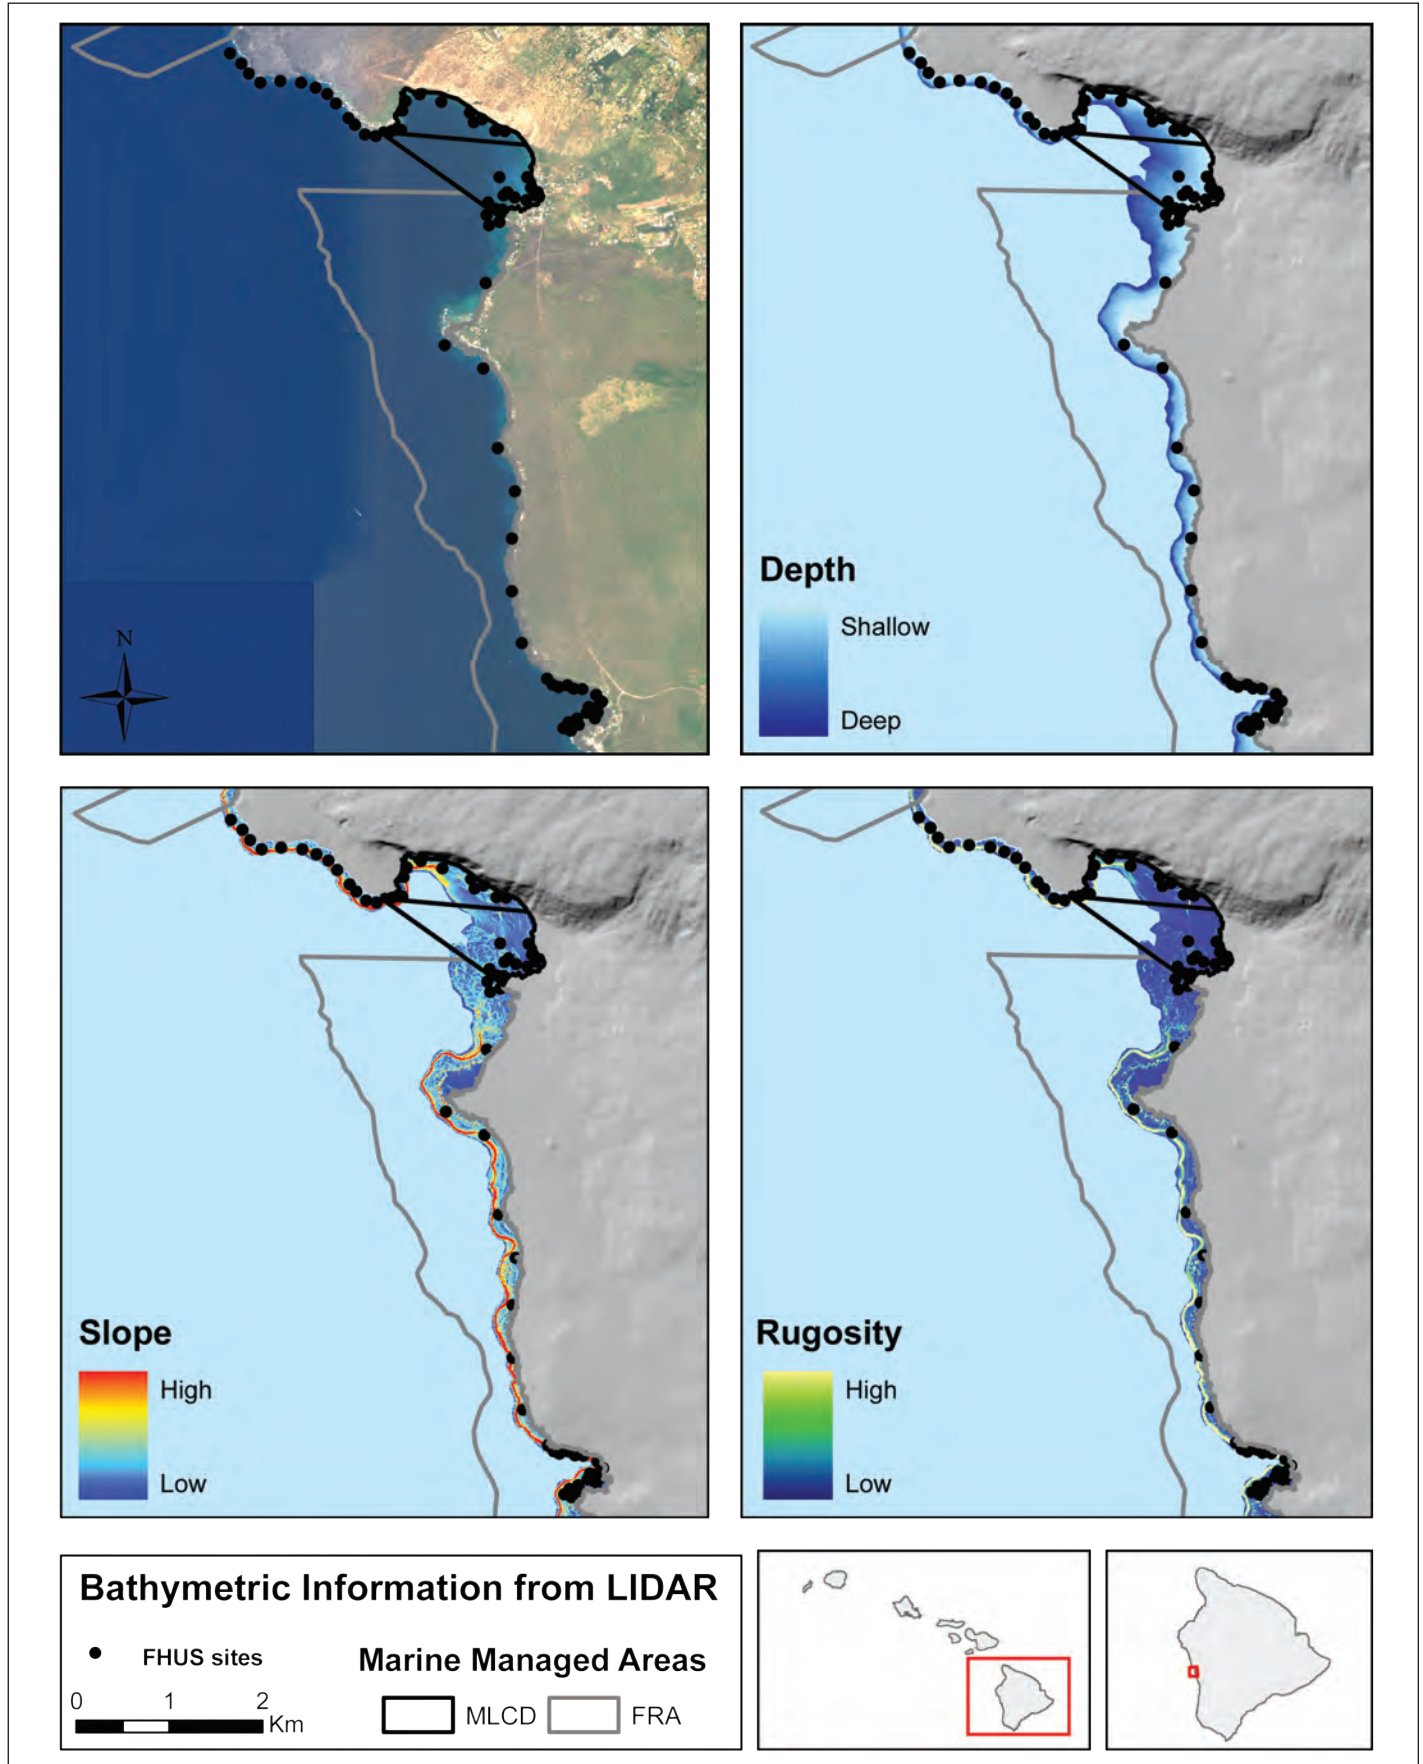 N
Depth
Shallow
Deep
Slope
High
Low
Rugosity
High
Low
Bathymetric Information from LIDAR
FHUS sites
Marine Managed Areas
0 1 2
Km
MLCD
FRA